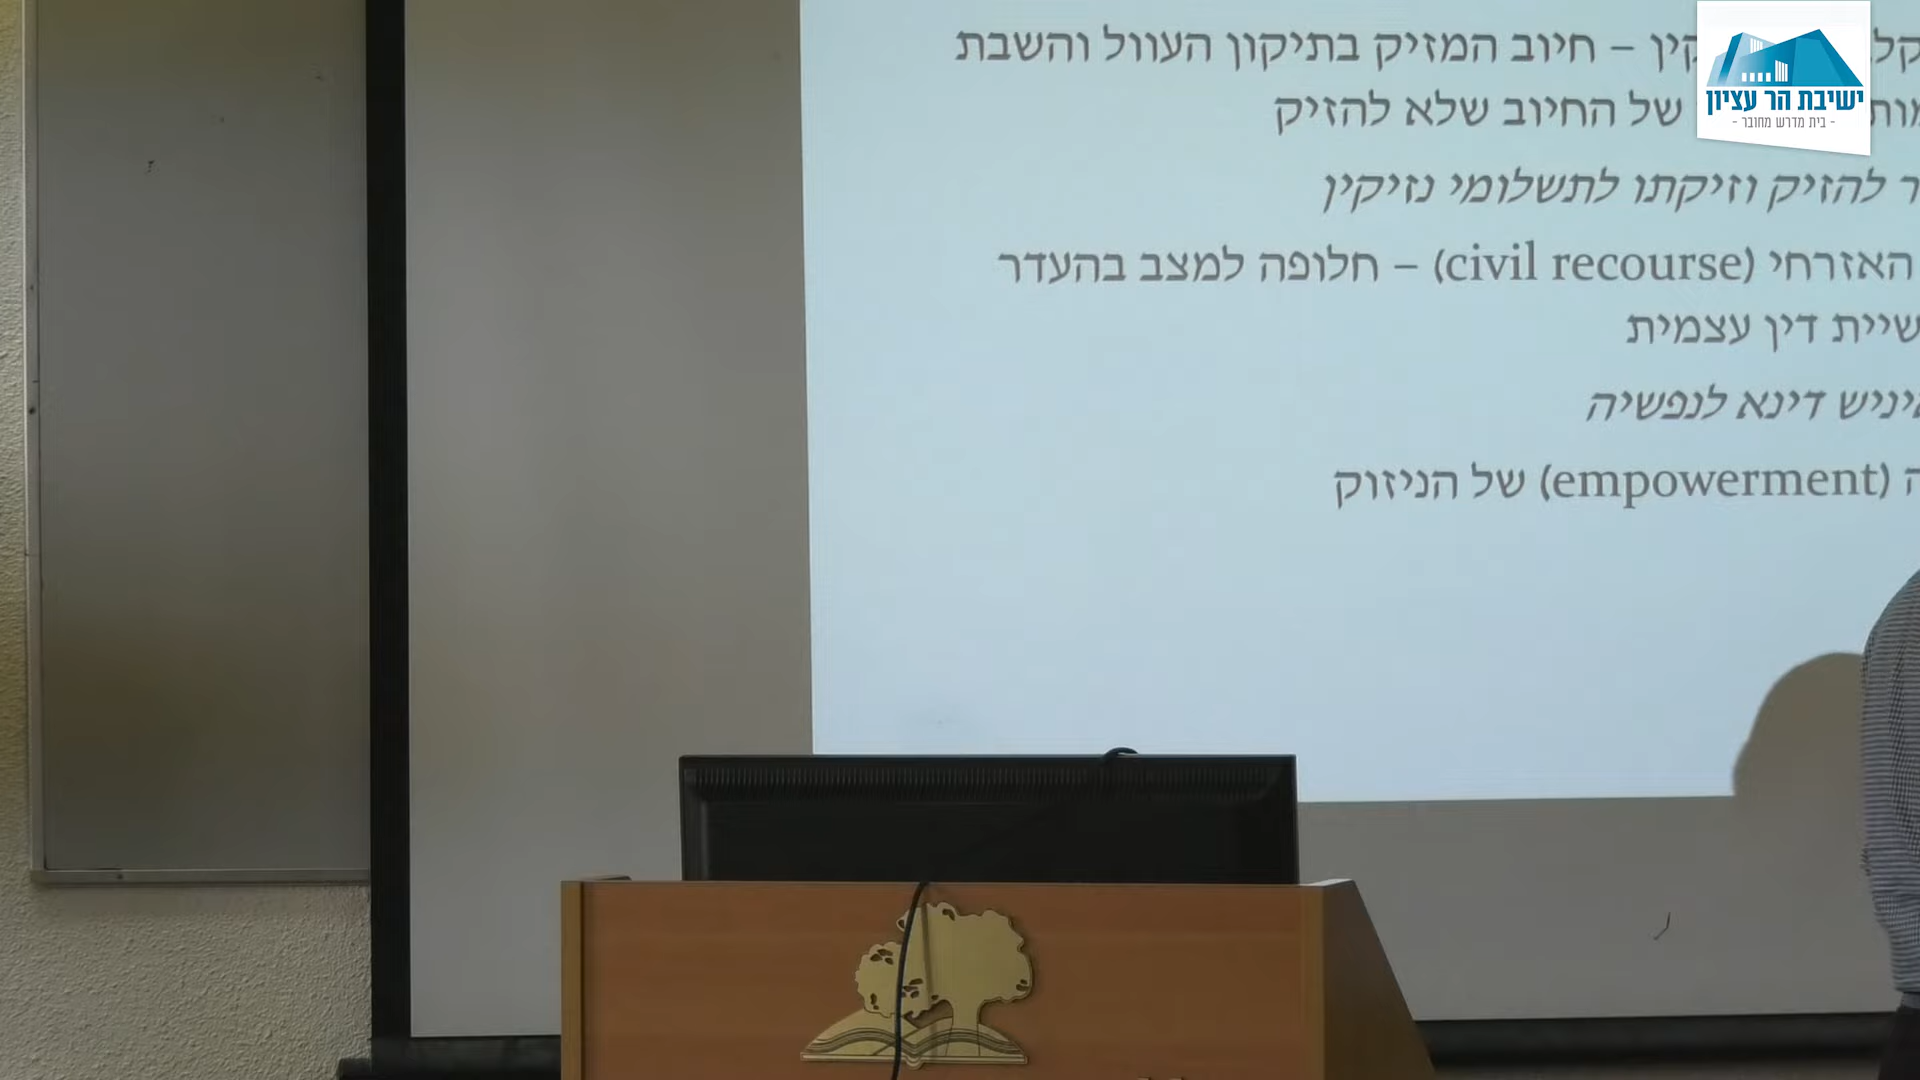 חיוב המזיק בתיקון העוול והשבת –
של החיוב שלא להזיק
להזיק וזיקתו לתשלומי נזיקין
האזרחי (civil recourse) – חלופה למצב בהעדר
דין עצמית
דינא לנפשיה
(empowerment) של הניזוק
ישיבת הר עציון
- בית מדרש מחובר -